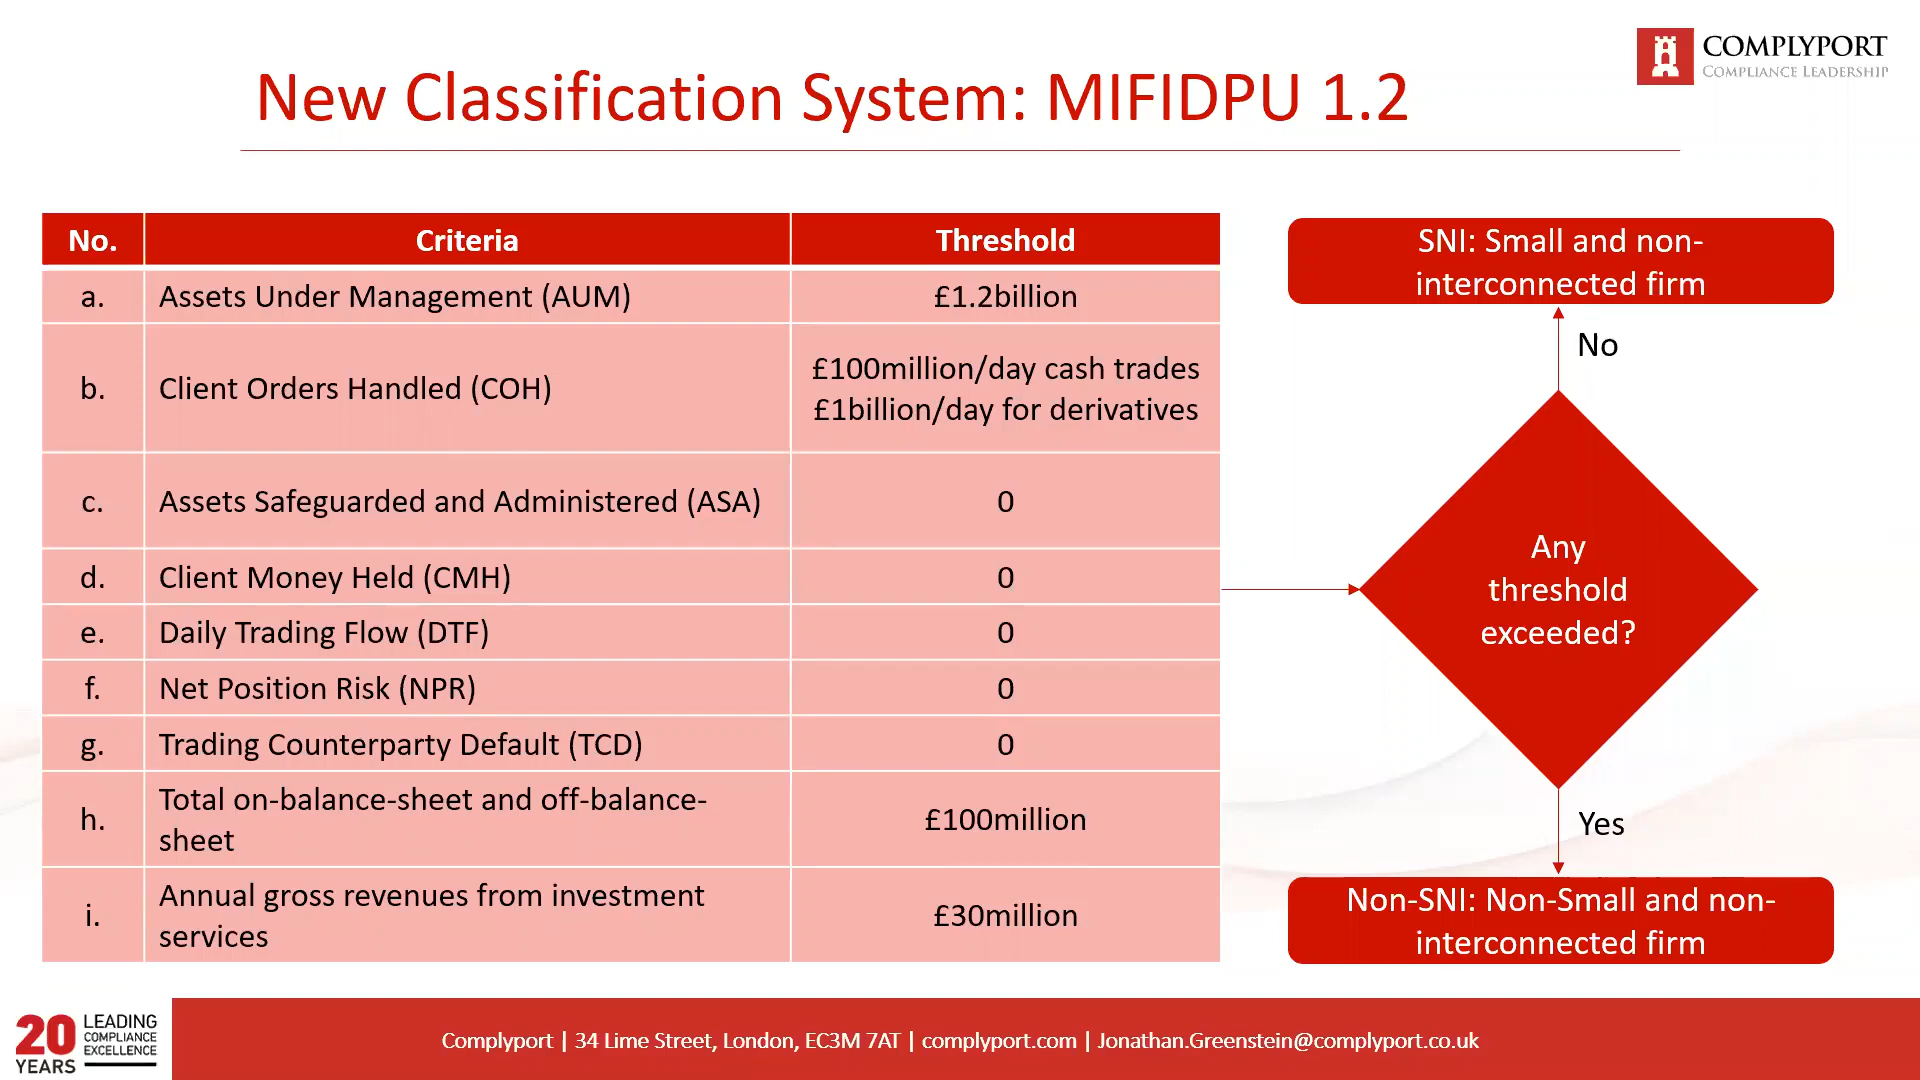 COMPLYPORT
COMPLIANCE LEADERSHIP
New Classification System: MIFIDPU 1.2
No. Criteria Threshold
a. Assets Under Management (AUM) £1.2billion
b. Client Orders Handled (COH) £100million/day cash trades
£1billion/day for derivatives
c. Assets Safeguarded and Administered (ASA) 0
d. Client Money Held (CMH) 0
e. Daily Trading Flow (DTF) 0
f. Net Position Risk (NPR) 0
g. Trading Counterparty Default (TCD) 0
h. Total on-balance-sheet and off-balance-
sheet £100million
i. Annual gross revenues from investment
services £30million
SNI: Small and non-
interconnected firm
No
Any
threshold
exceeded?
Yes
Non-SNI: Non-Small and non-
interconnected firm
20 YEARS
LEADING
COMPLIANCE
EXCELLENCE
Complyport | 34 Lime Street, London, EC3M 7AT | complyport.com | Jonathan.Greenstein@complyport.co.uk